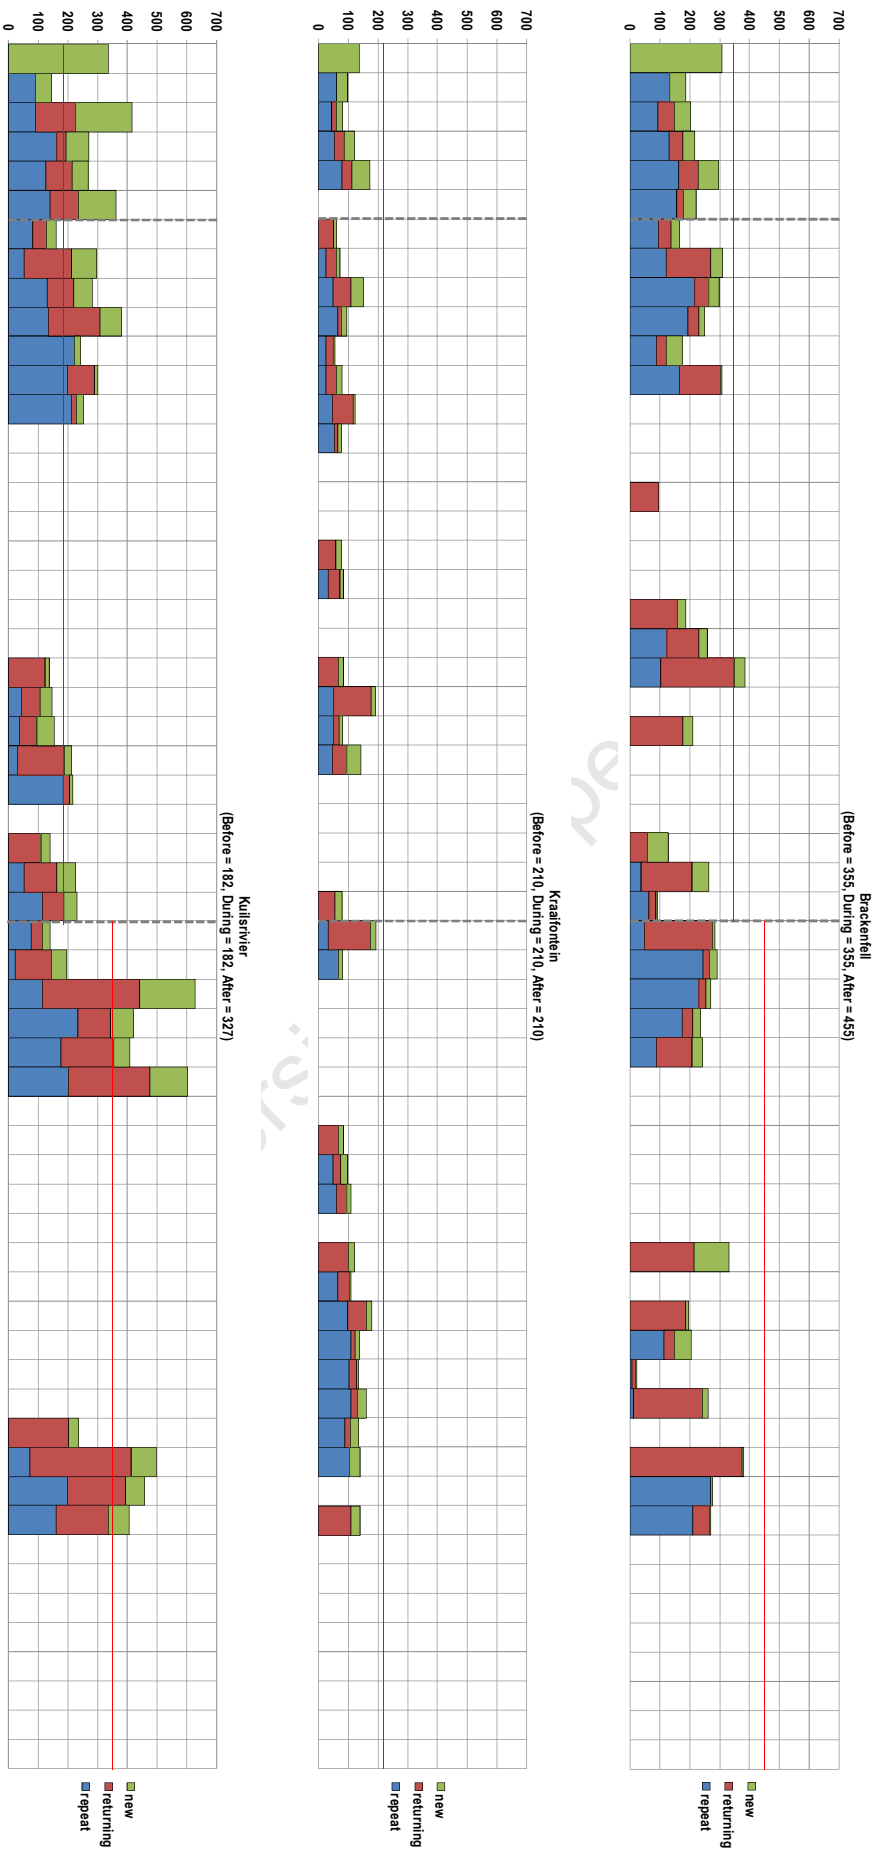 Brackenfell
(Before = 355, During = 355, After = 455)
700
600
500
400
300
200
100
0
new
returning
repeat
Kraaifontein
(Before = 210, During = 210, After = 210)
700
600
500
400
300
200
100
0
new
returning
repeat
Kuilsrivier
(Before = 182, During = 182, After = 327)
700
600
500
400
300
200
100
0
new
returning
repeat